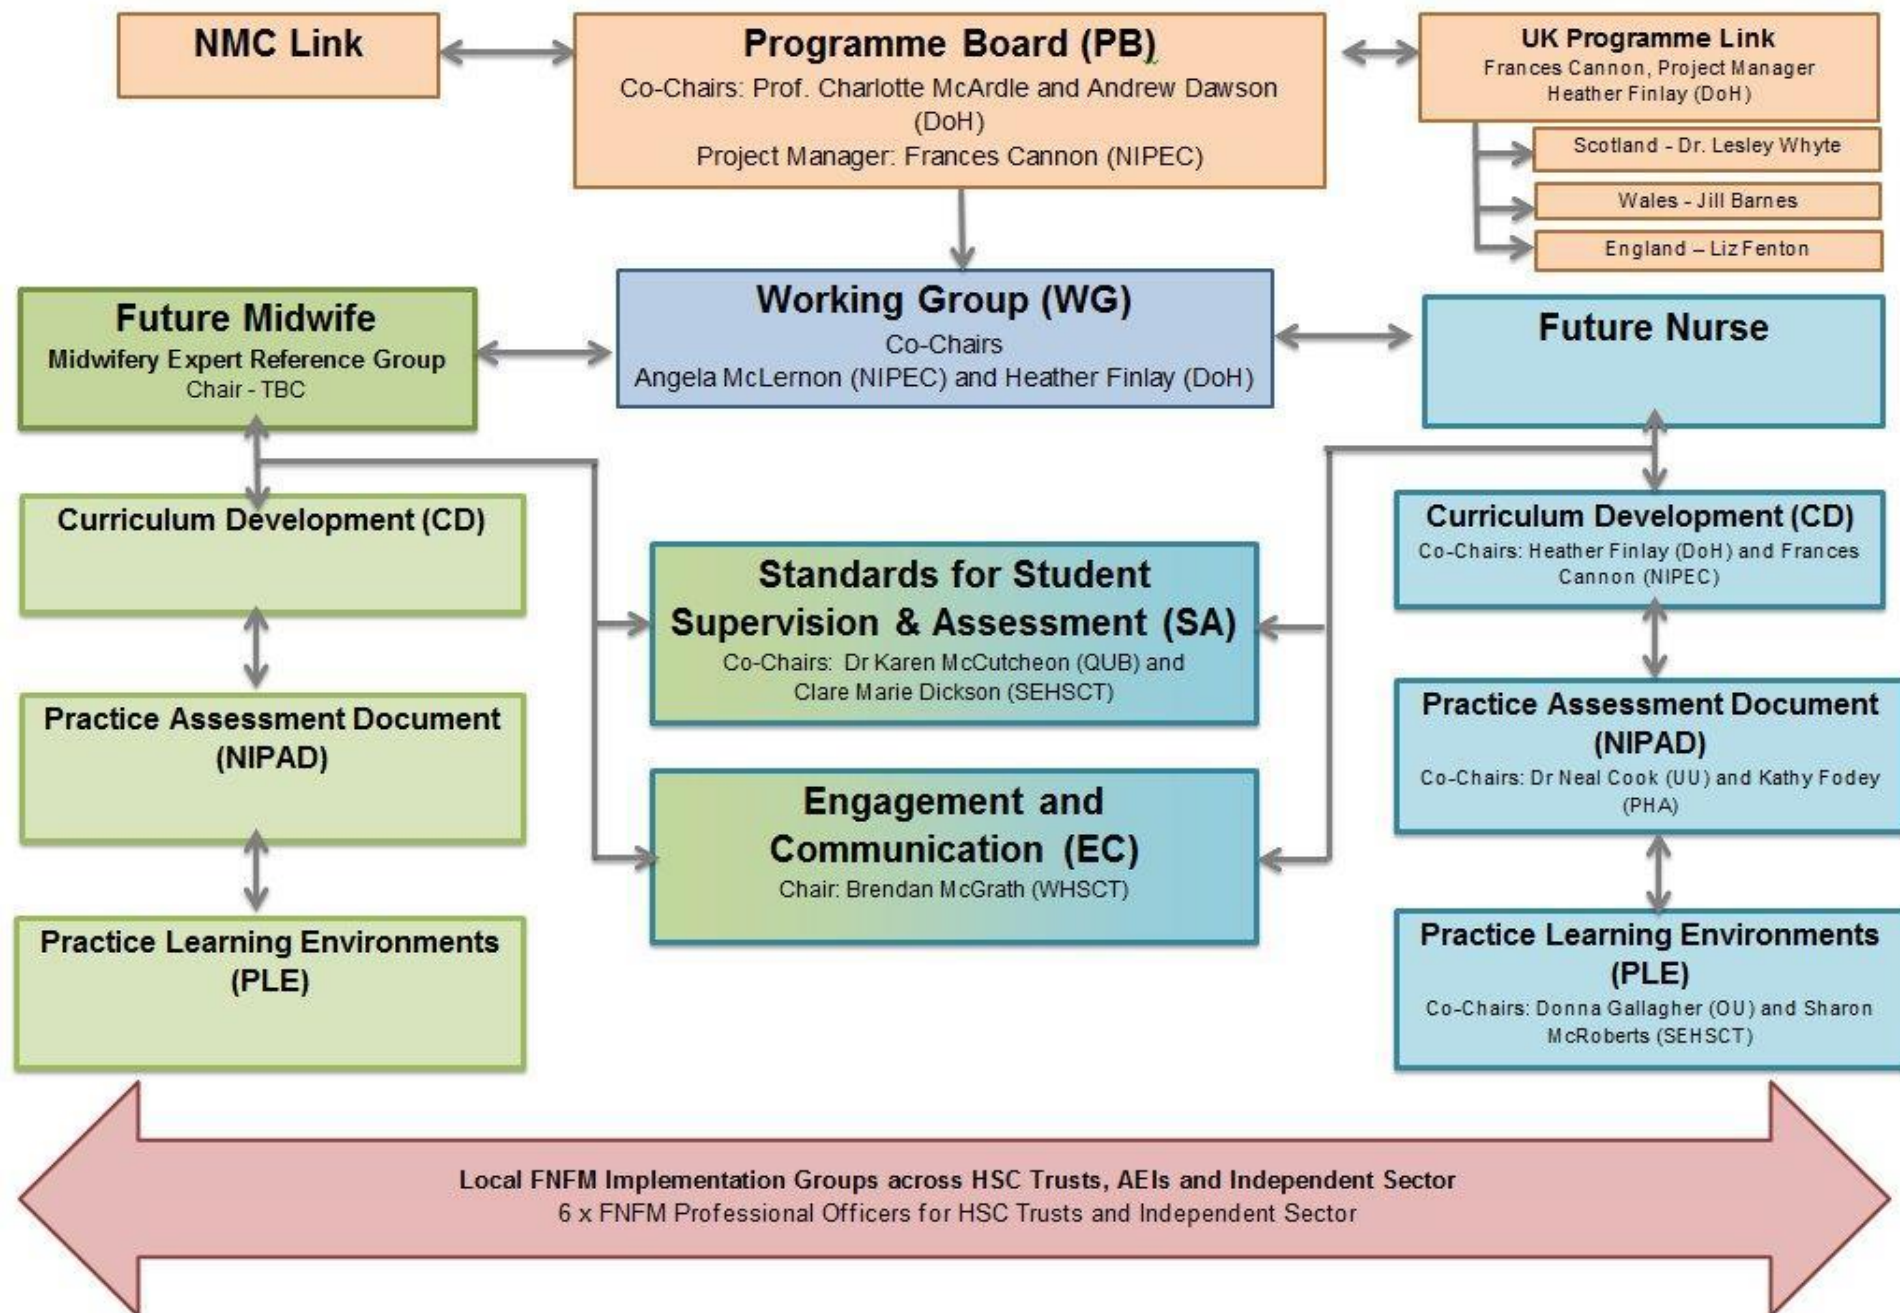 NMC Link
Programme Board (PB)
Co-Chairs: Prof. Charlotte McArdle and Andrew Dawson
(DoH)
Project Manager: Frances Cannon (NIPEC)
UK Programme Link
Frances Cannon, Project Manager
Heather Finlay (DoH)
Scotland - Dr. Lesley Whyte
Wales - Jill Barnes
England – Liz Fenton
Future Midwife
Midwifery Expert Reference Group
Chair - TBC
Working Group (WG)
Co-Chairs
Angela McLernon (NIPEC) and Heather Finlay (DoH)
Future Nurse
Curriculum Development (CD)
Practice Assessment Document
(NIPAD)
Practice Learning Environments
(PLE)
Standards for Student
Supervision & Assessment (SA)
Co-Chairs: Dr Karen McCutcheon (QUB) and
Clare Marie Dickson (SEHSCT)
Engagement and
Communication (EC)
Chair: Brendan McGrath (WHSCT)
Curriculum Development (CD)
Co-Chairs: Heather Finlay (DoH) and Frances
Cannon (NIPEC)
Practice Assessment Document
(NIPAD)
Co-Chairs: Dr Neal Cook (UU) and Kathy Fodey
(PHA)
Practice Learning Environments
(PLE)
Co-Chairs: Donna Gallagher (OU) and Sharon
McRoberts (SEHSCT)
Local FNFM Implementation Groups across HSC Trusts, AEIs and Independent Sector
6 x FNFM Professional Officers for HSC Trusts and Independent Sector